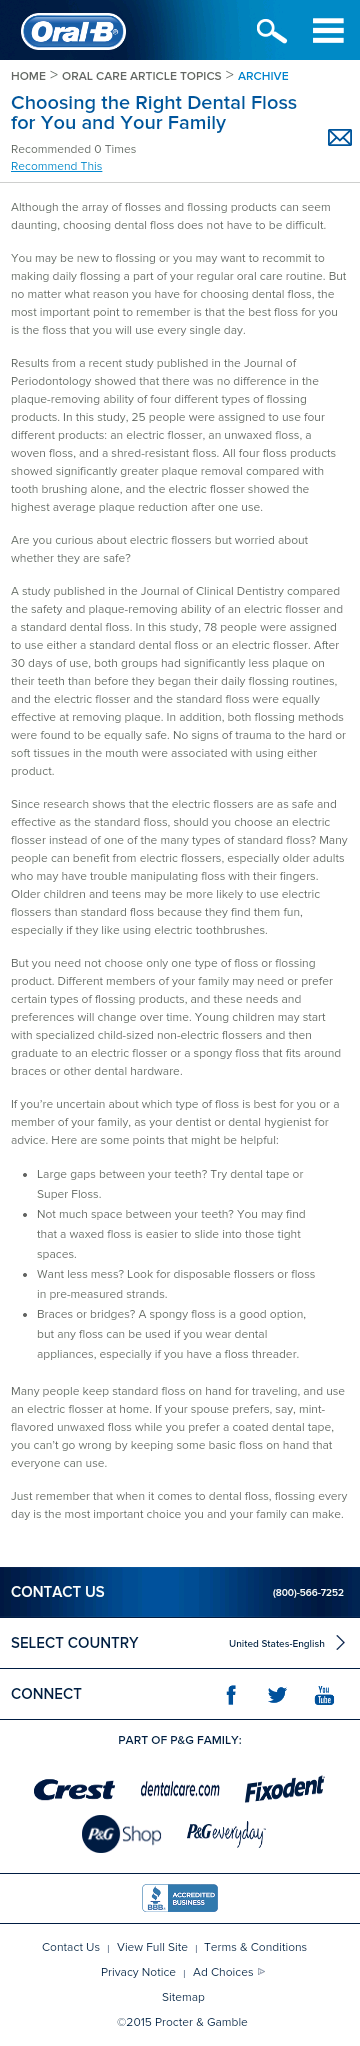 Oral-B
HOME > ORAL CARE ARTICLE TOPICS > ARCHIVE
Choosing the Right Dental Floss
for You and Your Family
Recommended 0 Times
Recommend This
Although the array of flosses and flossing products can seem
daunting, choosing dental floss does not have to be difficult.
You may be new to flossing or you may want to recommit to
making daily flossing a part of your regular oral care routine. But
no matter what reason you have for choosing dental floss, the
most important point to remember is that the best floss for you
is the floss that you will use every single day.
Results from a recent study published in the Journal of
Periodontology showed that there was no difference in the
plaque-removing ability of four different types of flossing
products. In this study, 25 people were assigned to use four
different products: an electric flosser, an unwaxed floss, a
woven floss, and a shred-resistant floss. All four floss products
showed significantly greater plaque removal compared with
tooth brushing alone, and the electric flosser showed the
highest average plaque reduction after one use.
Are you curious about electric flossers but worried about
whether they are safe?
A study published in the Journal of Clinical Dentistry compared
the safety and plaque-removing ability of an electric flosser and
a standard dental floss. In this study, 78 people were assigned
to use either a standard dental floss or an electric flosser. After
30 days of use, both groups had significantly less plaque on
their teeth than before they began their daily flossing routines,
and the electric flosser and the standard floss were equally
effective at removing plaque. In addition, both flossing methods
were found to be equally safe. No signs of trauma to the hard or
soft tissues in the mouth were associated with using either
product.
Since research shows that the electric flossers are as safe and
effective as the standard floss, should you choose an electric
flosser instead of one of the many types of standard floss? Many
people can benefit from electric flossers, especially older adults
who may have trouble manipulating floss with their fingers.
Older children and teens may be more likely to use electric
flossers than standard floss because they find them fun,
especially if they like using electric toothbrushes.
But you need not choose only one type of floss or flossing
product. Different members of your family may need or prefer
certain types of flossing products, and these needs and
preferences will change over time. Young children may start
with specialized child-sized non-electric flossers and then
graduate to an electric flosser or a spongy floss that fits around
braces or other dental hardware.
If you're uncertain about which type of floss is best for you or a
member of your family, as your dentist or dental hygienist for
advice. Here are some points that might be helpful:
• Large gaps between your teeth? Try dental tape or
Super Floss.
• Not much space between your teeth? You may find
that a waxed floss is easier to slide into those tight
spaces.
• Want less mess? Look for disposable flossers or floss
in pre-measured strands.
• Braces or bridges? A spongy floss is a good option,
but any floss can be used if you wear dental
appliances, especially if you have a floss threader.
Many people keep standard floss on hand for traveling, and use
an electric flosser at home. If your spouse prefers, say, mint-
flavored unwaxed floss while you prefer a coated dental tape,
you can't go wrong by keeping some basic floss on hand that
everyone can use.
Just remember that when it comes to dental floss, flossing every
day is the most important choice you and your family can make.
CONTACT US (800)-566-7252
SELECT COUNTRY United States-English
CONNECT f You Tube
PART OF P&G FAMILY:
Crest dentalcare.com Fixodent
P&G Shop P&G everyday
BBB ACCREDITED BUSINESS
Contact Us | View Full Site | Terms & Conditions
Privacy Notice | Ad Choices
Sitemap
©2015 Procter & Gamble